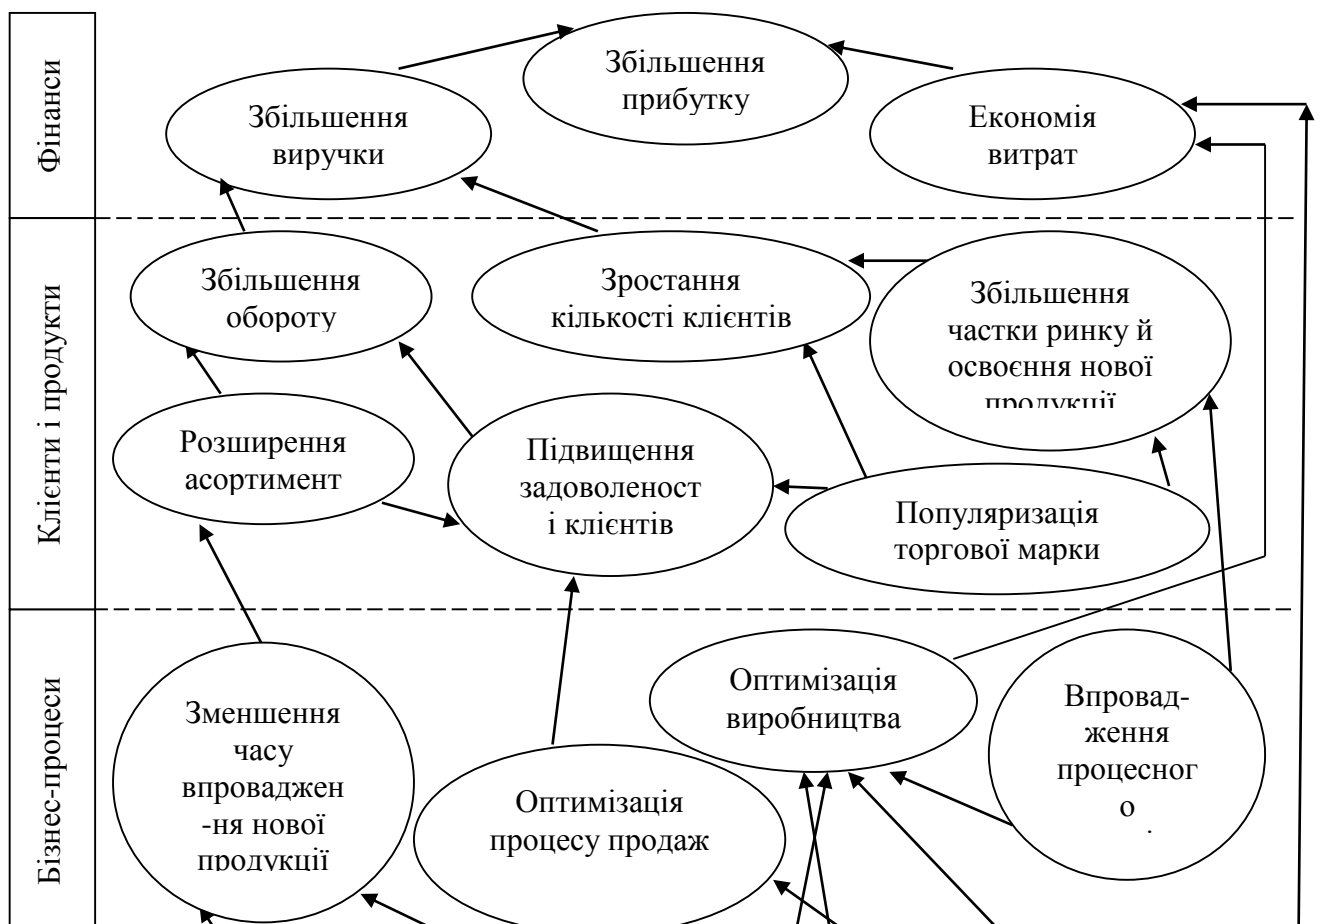 Фінанси
Збільшення
прибутку
Збільшення
виручки
Економія
витрат
Клієнти і продукти
Збільшення
обороту
Зростання
кількості клієнтів
Збільшення
частки ринку й
освоєння нової
продукції
Розширення
асортимент
Підвищення
задоволеност
і клієнтів
Популяризація
торгової марки
Бізнес-процеси
Зменшення
часу
впроваджен
-ня нової
продукції
Оптимізація
процесу продаж
Оптимізація
виробництва
Впровад-
ження
процесног
о